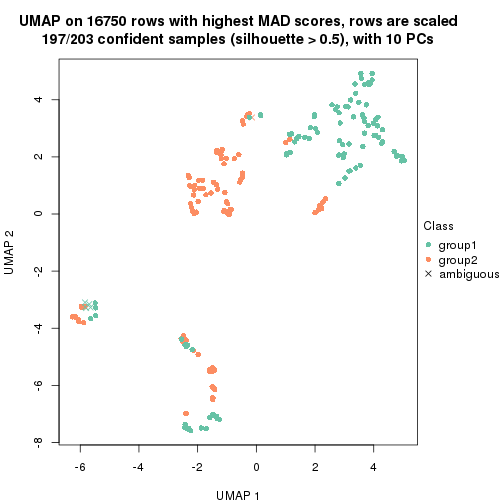 UMAP on 16750 rows with highest MAD scores, rows are scaled
197/203 confident samples (silhouette > 0.5), with 10 PCs
4
2
0
-2
-4
-6
-8
UMAP 2
-6 -4 -2 0 2 4
UMAP 1
Class
group1
group2
ambiguous